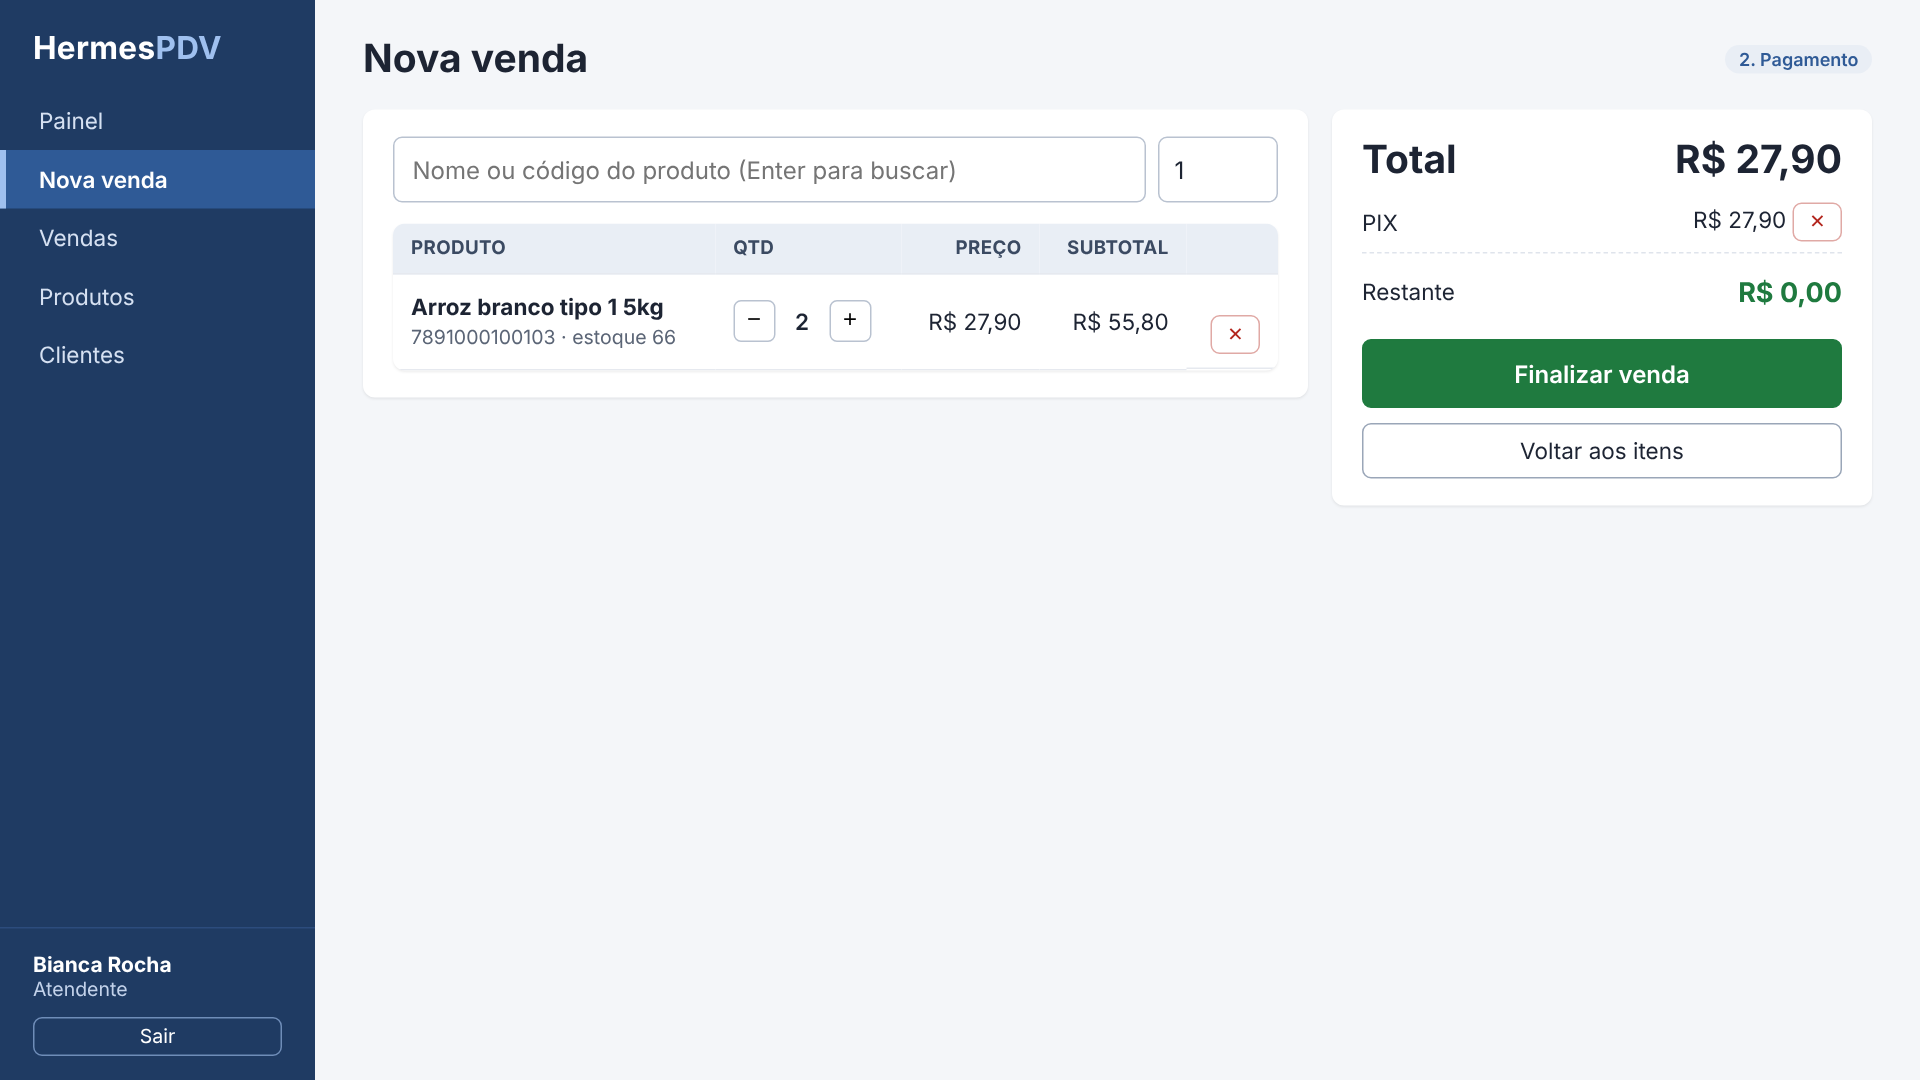 HermesPDV
Painel
Nova venda
Vendas
Produtos
Clientes
Bianca Rocha
Atendente
Sair
Nova venda
2. Pagamento
Nome ou código do produto (Enter para buscar)
1
PRODUTO QTD PREÇO SUBTOTAL
Arroz branco tipo 1 5kg
7891000100103 · estoque 66
− 2 + R$ 27,90 R$ 55,80 ×
Total R$ 27,90
PIX R$ 27,90 ×
Restante R$ 0,00
Finalizar venda
Voltar aos itens